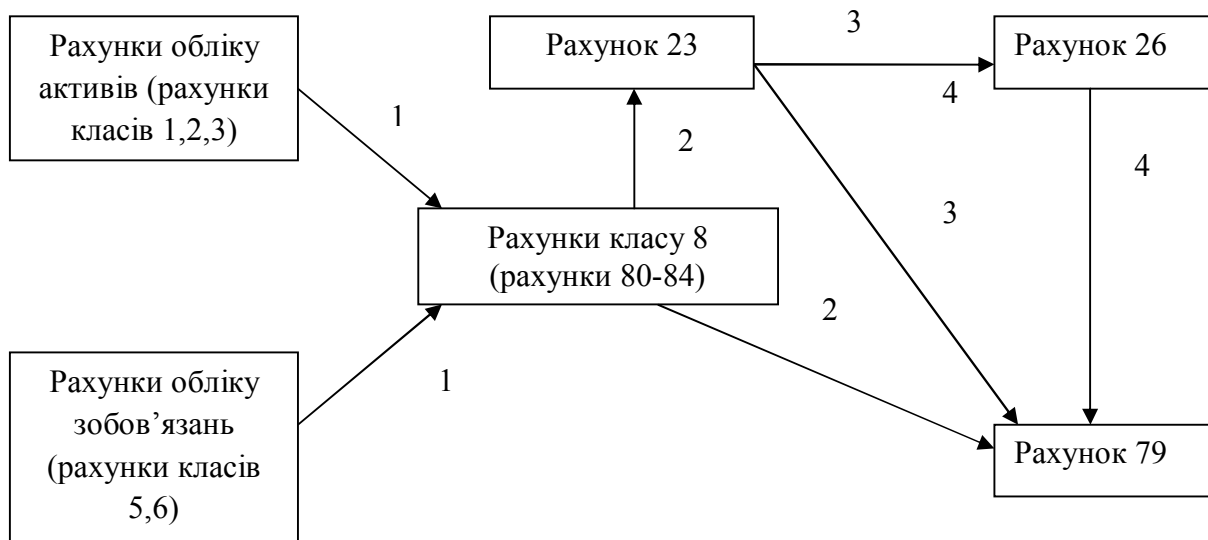 Рахунки обліку
активів (рахунки
класів 1,2,3)
1
Рахунок 23
3
4
Рахунок 26
2
4
3
Рахунки класу 8
(рахунки 80-84)
2
1
Рахунки обліку
зобов’язань
(рахунки класів
5,6)
Рахунок 79